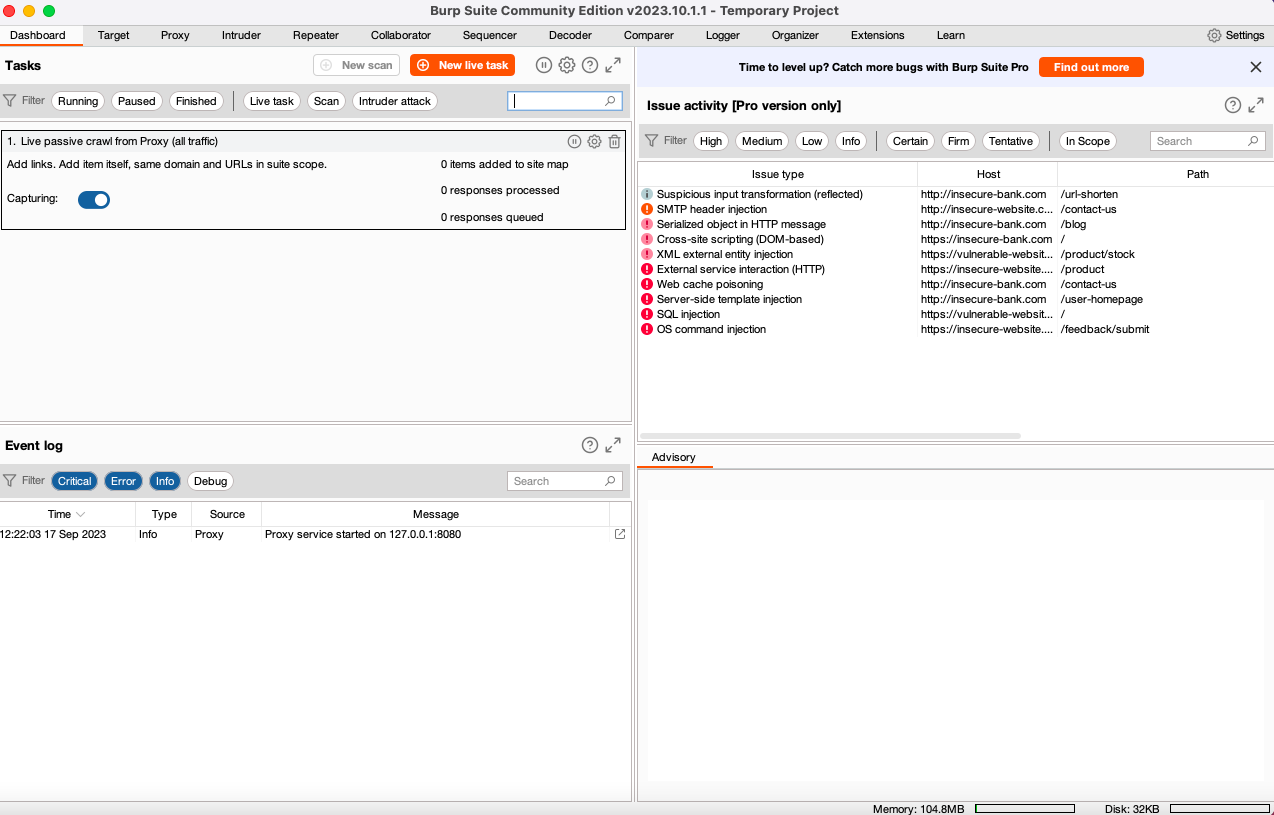 Burp Suite Community Edition v2023.10.1.1 - Temporary Project
Dashboard Target Proxy Intruder Repeater Collaborator Sequencer Decoder Comparer Logger Organizer Extensions Learn Settings
Tasks New scan New live task
Filter Running Paused Finished Live task Scan Intruder attack
1. Live passive crawl from Proxy (all traffic)
Add links. Add item itself, same domain and URLs in suite scope. 0 items added to site map
Capturing: 0 responses processed
0 responses queued
Event log
Filter Critical Error Info Debug Search
Time Type Source Message
12:22:03 17 Sep 2023 Info Proxy Proxy service started on 127.0.0.1:8080
Time to level up? Catch more bugs with Burp Suite Pro Find out more
Issue activity [Pro version only]
Filter High Medium Low Info Certain Firm Tentative In Scope Search
Issue type Host Path
Suspicious input transformation (reflected) http://insecure-bank.com /url-shorten
SMTP header injection http://insecure-website.c... /contact-us
Serialized object in HTTP message http://insecure-bank.com /blog
Cross-site scripting (DOM-based) https://insecure-bank.com /
XML external entity injection https://vulnerable-websit... /product/stock
External service interaction (HTTP) https://insecure-website.... /product
Web cache poisoning http://insecure-bank.com /contact-us
Server-side template injection http://insecure-bank.com /user-homepage
SQL injection https://vulnerable-websit... /
OS command injection https://insecure-website.... /feedback/submit
Advisory
Memory: 104.8MB Disk: 32KB